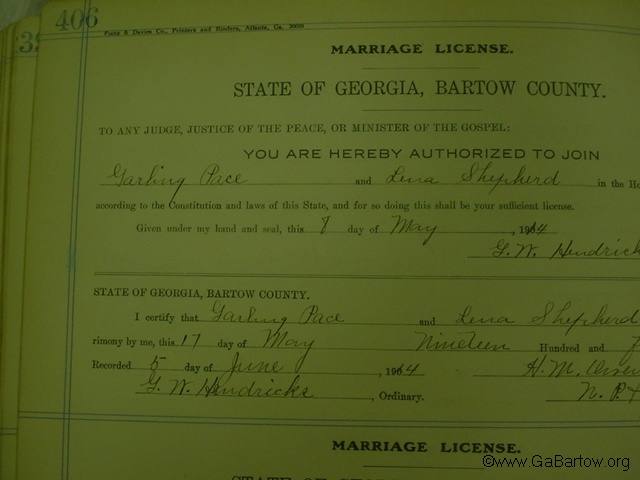 406
Foote & Davies Co., Printers and Binders, Atlanta, Ga.
MARRIAGE LICENSE.
STATE OF GEORGIA, BARTOW COUNTY.
TO ANY JUDGE, JUSTICE OF THE PEACE, OR MINISTER OF THE GOSPEL:
YOU ARE HEREBY AUTHORIZED TO JOIN
Garling Pace and Lena Shepherd in the Ho
according to the Constitution and laws of this State, and for so doing this shall be your sufficient license.
Given under my hand and seal, this 8 day of May , 1914
G. W. Hendrick
STATE OF GEORGIA, BARTOW COUNTY.
I certify that Garling Pace and Lena Shepherd
rimony by me, this 17 day of May Nineteen Hundred and
Recorded 5 day of June , 1914 H. M.
G. W. Hendricks , Ordinary. N. P. &
MARRIAGE LICENSE.
©www.GaBartow.org